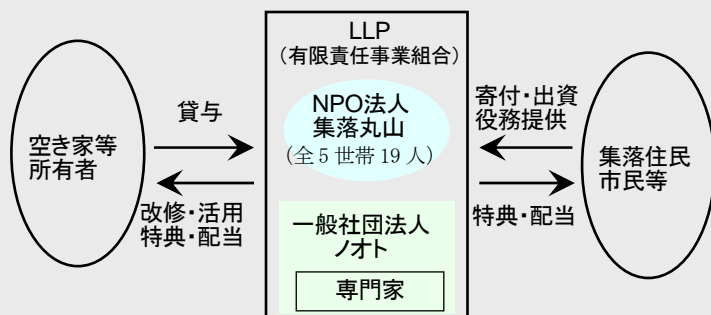 空き家等
所有者
貸与
改修・活用
特典・配当
LLP
(有限責任事業組合)
NPO法人
集落丸山
(全5世帯19人)
一般社団法人
ノオト
専門家
寄付・出資
役務提供
特典・配当
集落住民
市民等